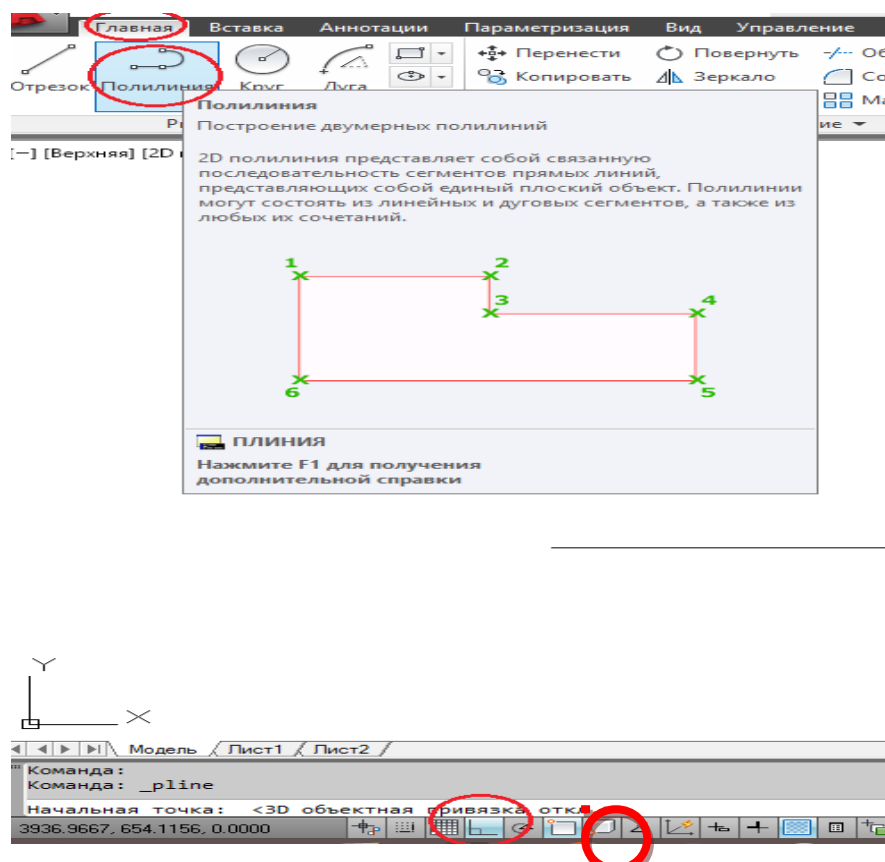 Главная Вставка Аннотации Параметризация Вид Управление
Перенести Повернуть
Отрезок Полилиния Круг Дуга Копировать Зеркало
Полилиния
Построение двумерных полилиний
2D полилиния представляет собой связанную
последовательность сегментов прямых линий,
представляющих собой единый плоский объект. Полилинии
могут состоять из линейных и дуговых сегментов, а также из
любых их сочетаний.
[−] [Верхняя] [2D
1 2
3 4
6 5
ПЛИНИЯ
Нажмите F1 для получения
дополнительной справки
Y
X
Модель Лист1 Лист2
Команда:
Команда: _pline
Начальная точка: <3D объектная привязка откл
3936.9667, 654.1156, 0.0000